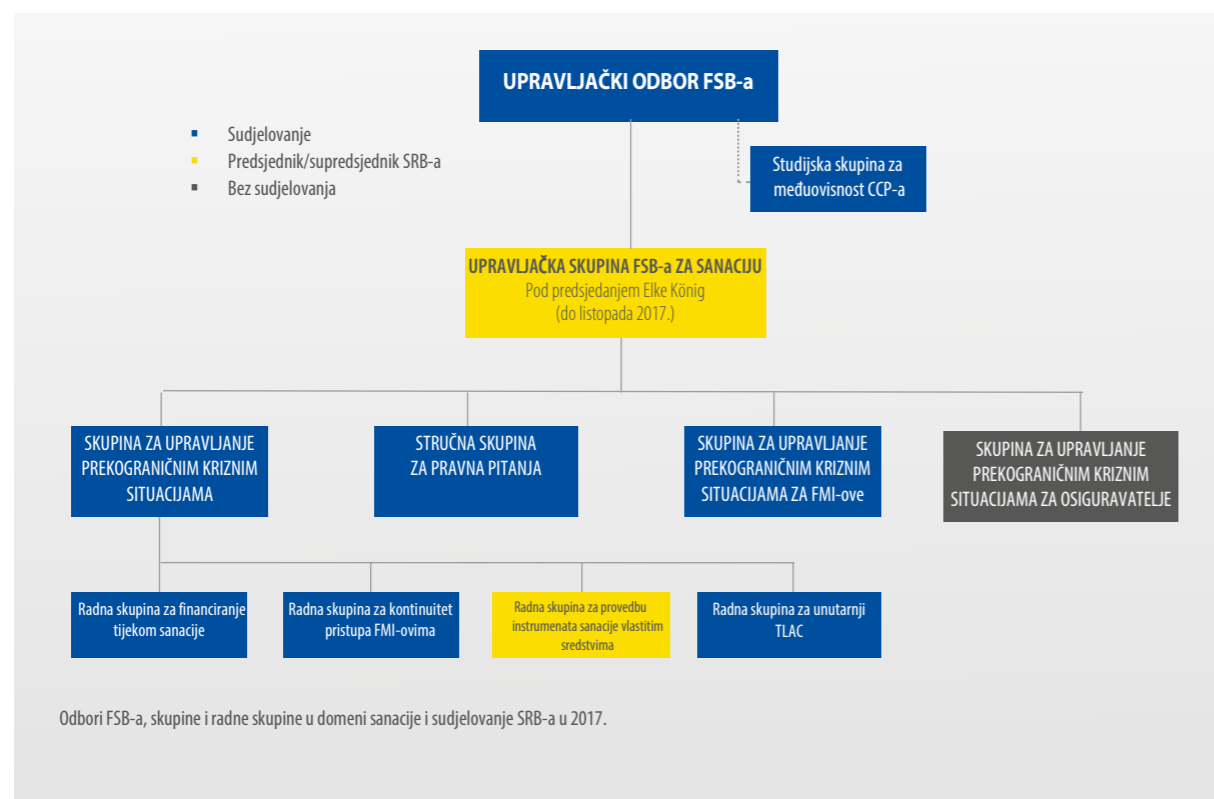 UPRAVLJAČKI ODBOR FSB-a
Sudjelovanje
Predsjednik/supredsjednik SRB-a
Bez sudjelovanja
Studijska skupina za
međuovisnost CCP-a
UPRAVLJAČKA SKUPINA FSB-a ZA SANACIJU
Pod predsjedanjem Elke König
(do listopada 2017.)
SKUPINA ZA UPRAVLJANJE
PREKOGRANIČNIM KRIZNIM
SITUACIJAMA
STRUČNA SKUPINA
ZA PRAVNA PITANJA
SKUPINA ZA UPRAVLJANJE
PREKOGRANIČNIM KRIZNIM
SITUACIJAMA ZA FMI-ove
SKUPINA ZA UPRAVLJANJE
PREKOGRANIČNIM KRIZNIM
SITUACIJAMA ZA OSIGURAVATELJE
Radna skupina za financiranje
tijekom sanacije
Radna skupina za kontinuitet
pristupa FMI-ovima
Radna skupina za provedbu
instrumenata sanacije vlastitim
sredstvima
Radna skupina za unutarnji
TLAC
Odbori FSB-a, skupine i radne skupine u domeni sanacije i sudjelovanje SRB-a u 2017.